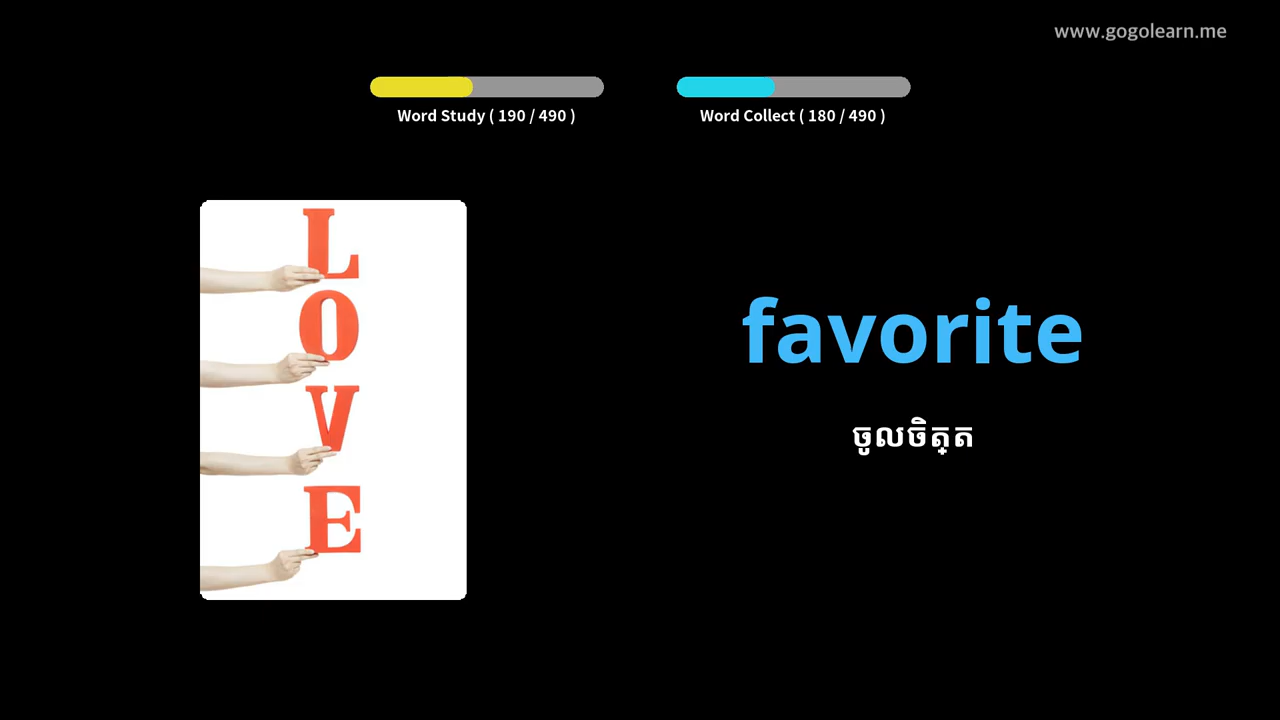 www.gogolearn.me
Word Study ( 190 / 490 )
Word Collect ( 180 / 490 )
L
O
V
E
favorite
ចូលចិត្ត